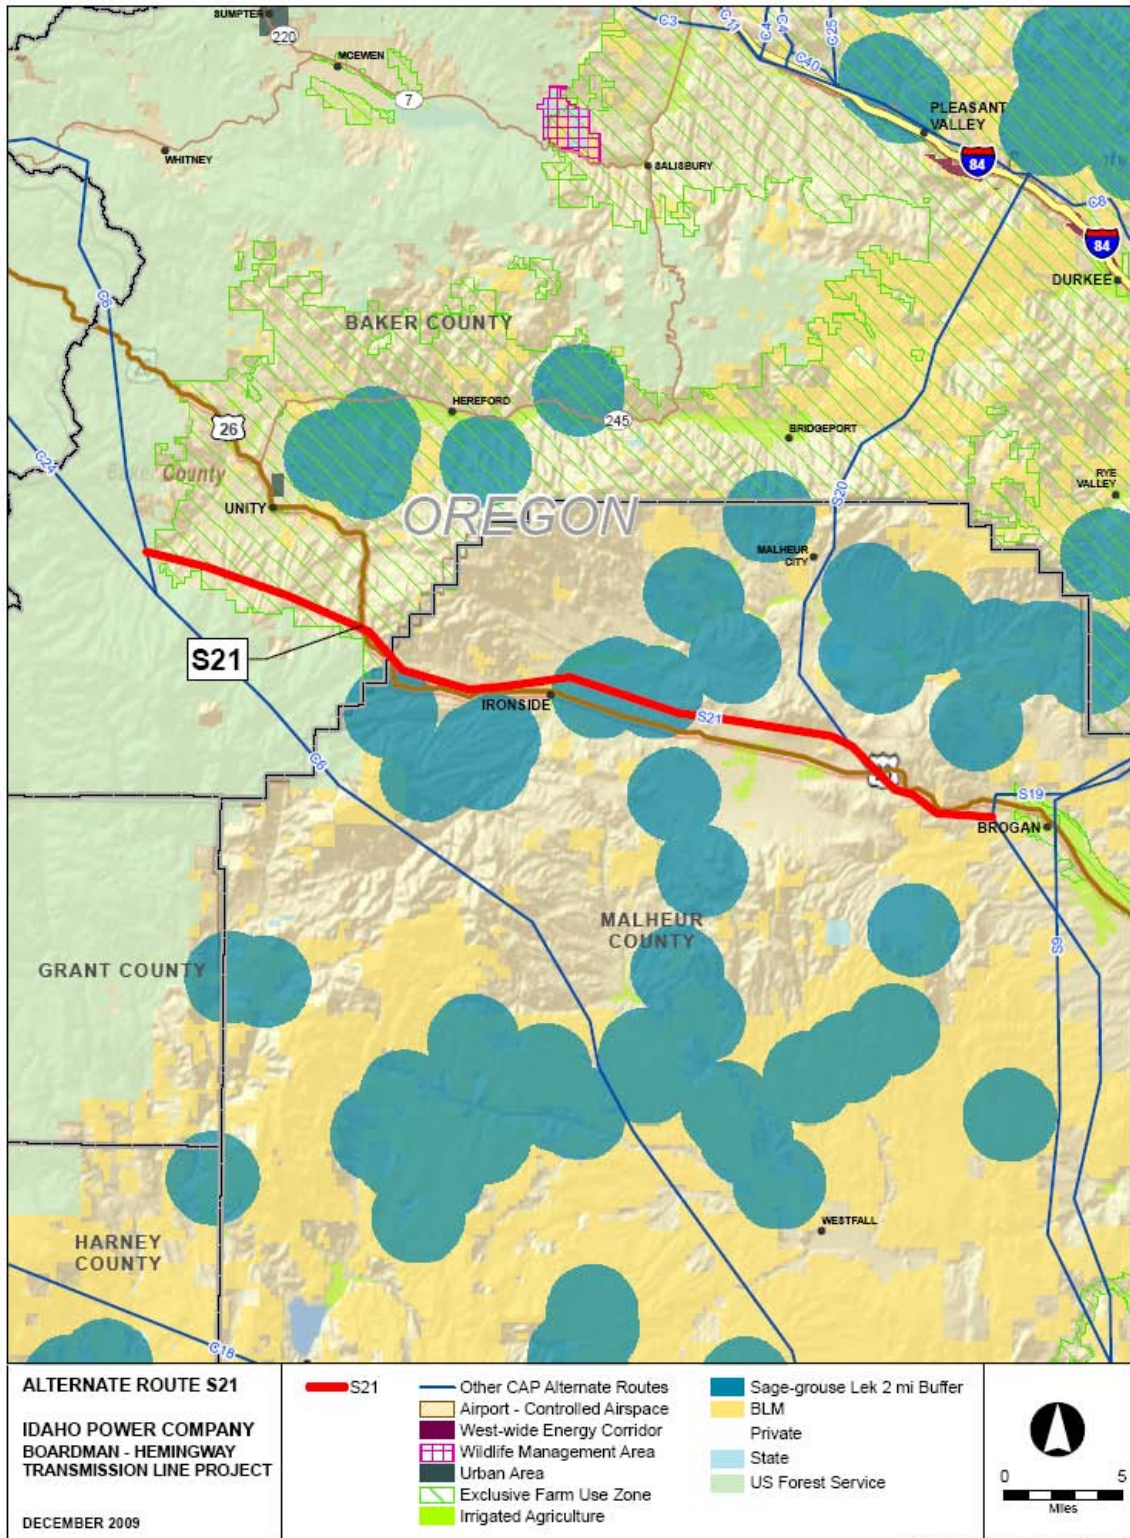 SUMPTER
220
MCEWEN
7
WHITNEY
SALISBURY
C3
C11
C4
C4
C25
C40
PLEASANT
VALLEY
84
C8
84
DURKEE
C6
BAKER COUNTY
HEREFORD
245
BRIDGEPORT
26
C24
Baker County
UNITY
OREGON
S20
RYE
VALLEY
MALHEUR
CITY
S21
IRONSIDE
S21
C6
S19
BROGAN
MALHEUR
COUNTY
S9
GRANT COUNTY
WESTFALL
HARNEY
COUNTY
C18
ALTERNATE ROUTE S21
IDAHO POWER COMPANY
BOARDMAN - HEMINGWAY
TRANSMISSION LINE PROJECT
DECEMBER 2009
S21
Other CAP Alternate Routes
Airport - Controlled Airspace
West-wide Energy Corridor
Wildlife Management Area
Urban Area
Exclusive Farm Use Zone
Irrigated Agriculture
Sage-grouse Lek 2 mi Buffer
BLM
Private
State
US Forest Service
0 5
Miles